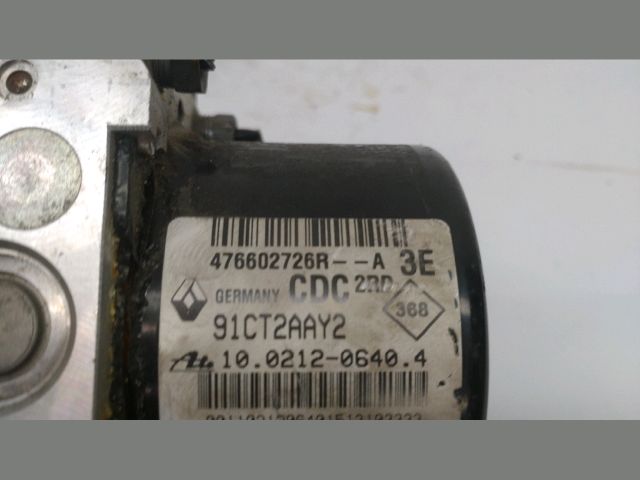 476602726R--A 3E
GERMANY CDC 2RD
368
91CT2AAY2
10.0212-0640.4